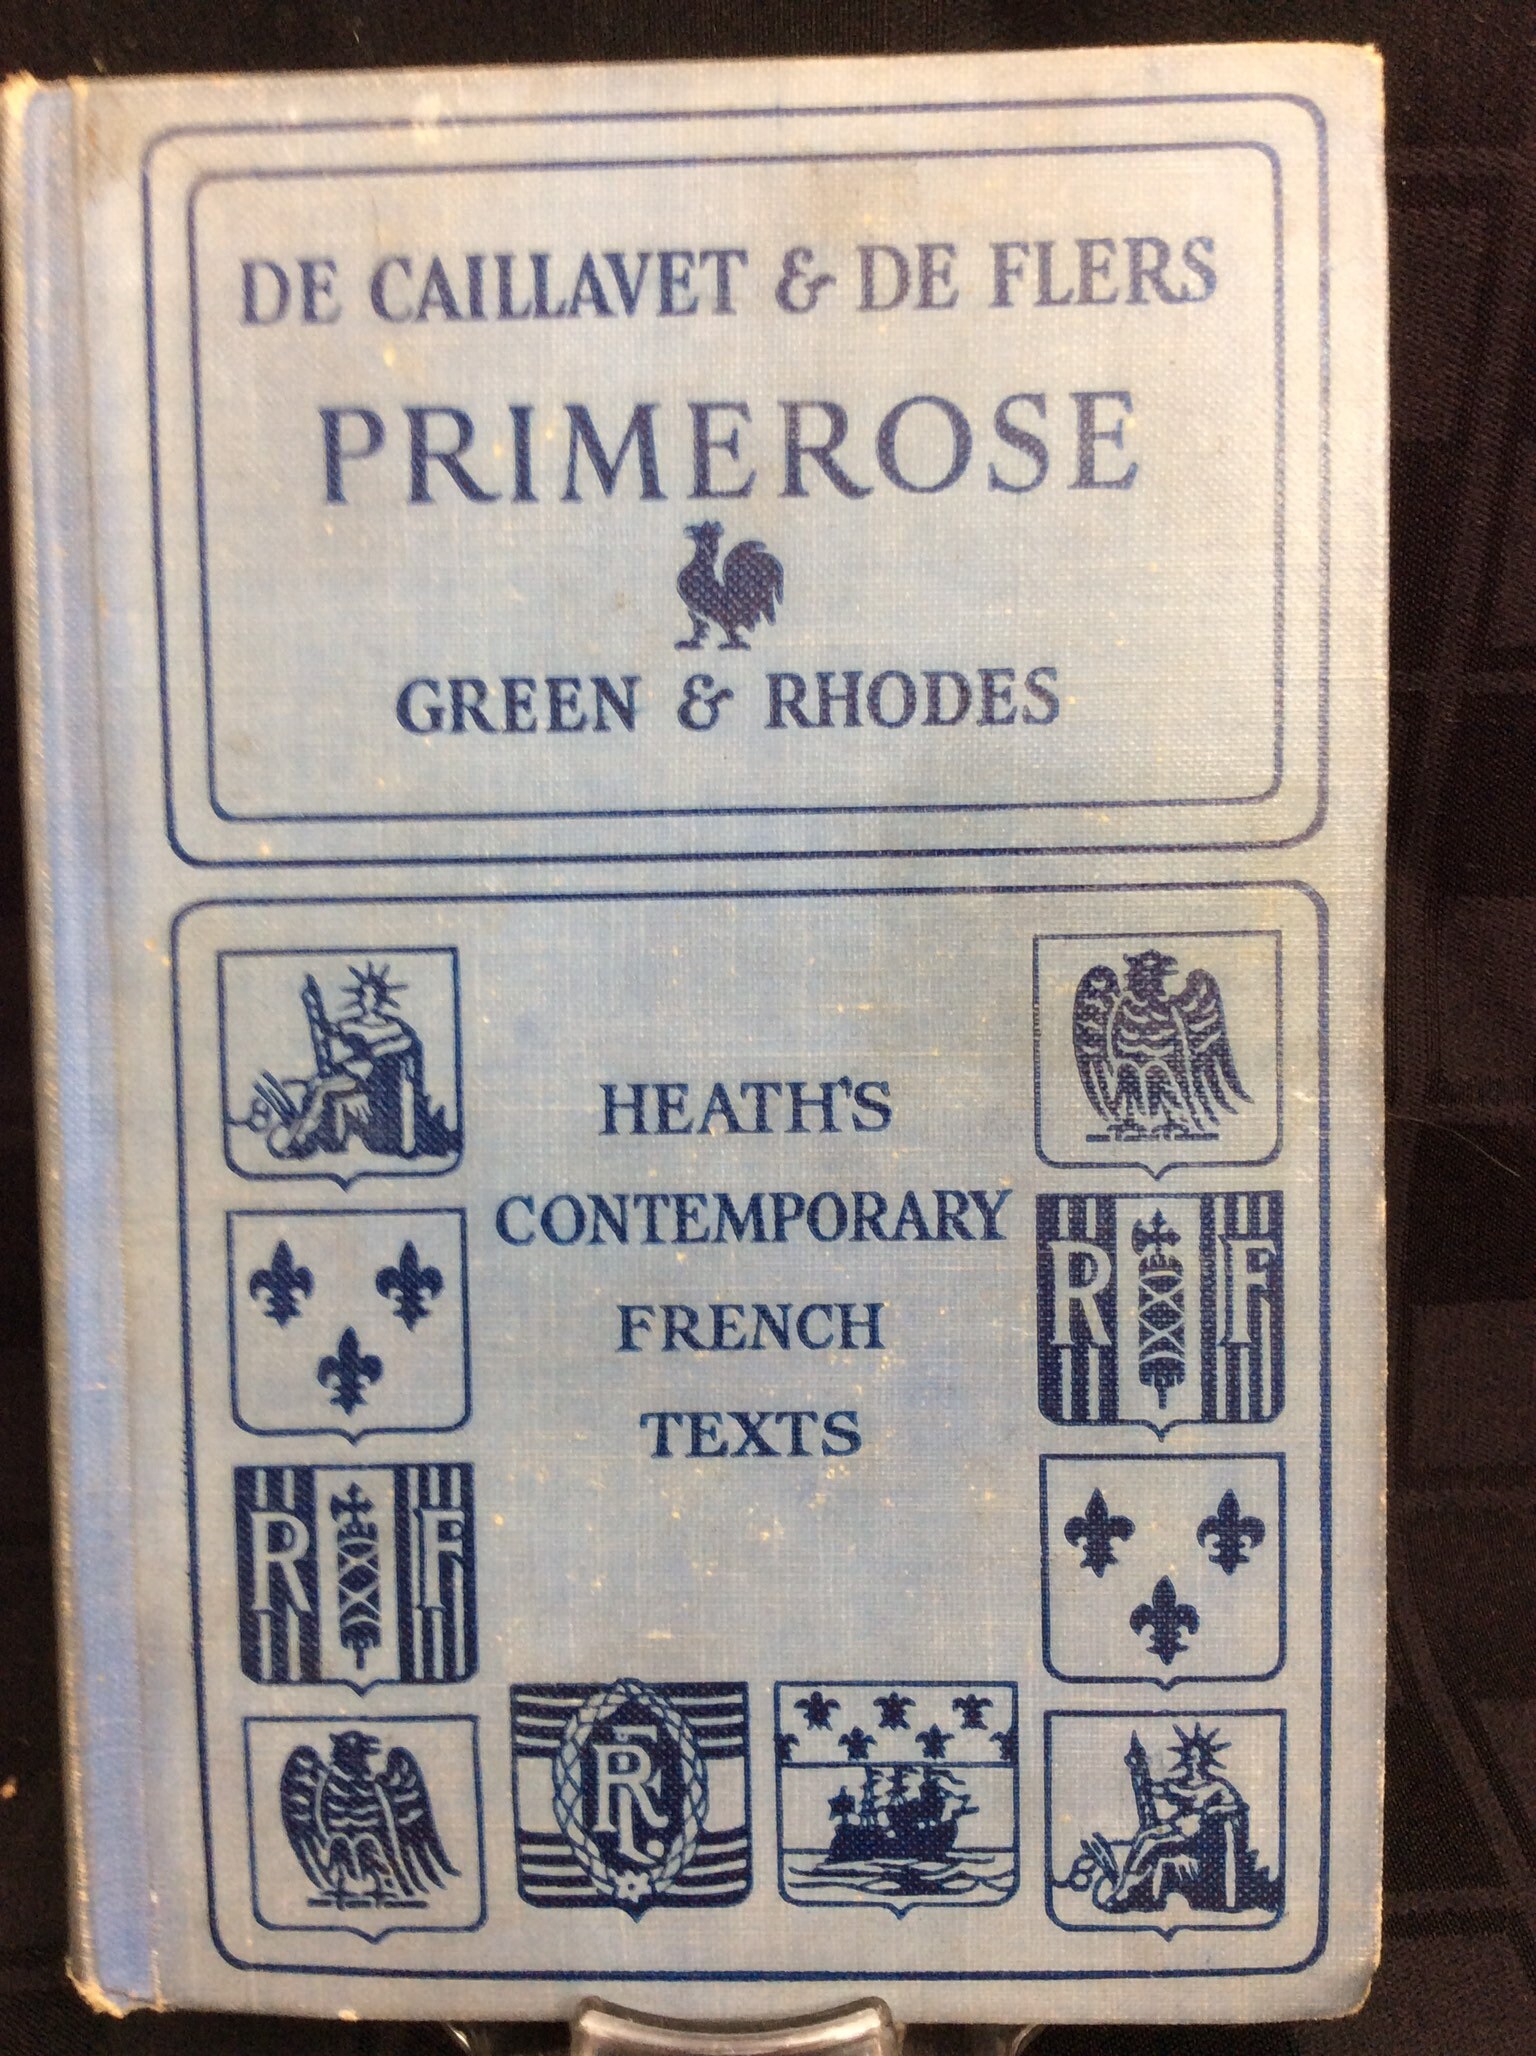 DE CAILLAVET & DE FLERS
PRIMEROSE
GREEN & RHODES
HEATH'S
CONTEMPORARY
FRENCH
TEXTS
R F
R F
RF